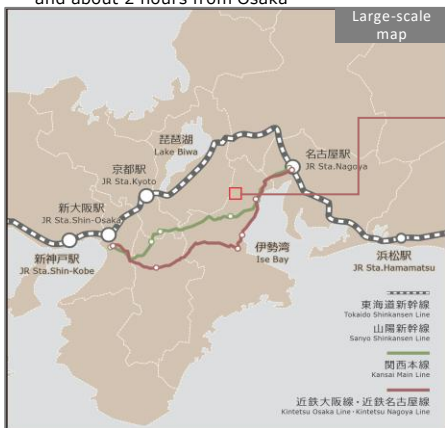 and about 2 hours from Osaka
Large-scale
map
琵琶湖
Lake Biwa
名古屋駅
JR Sta.Nagoya
京都駅
JR Sta.Kyoto
新大阪駅
JR Sta.Shin-Osaka
新神戸駅
JR Sta.Shin-Kobe
伊勢湾
Ise Bay
浜松駅
JR Sta.Hamamatsu
東海道新幹線
Tokaido Shinkansen Line
山陽新幹線
Sanyo Shinkansen Line
関西本線
Kansai Main Line
近鉄大阪線・近鉄名古屋線
Kintetsu Osaka Line・Kintetsu Nagoya Line